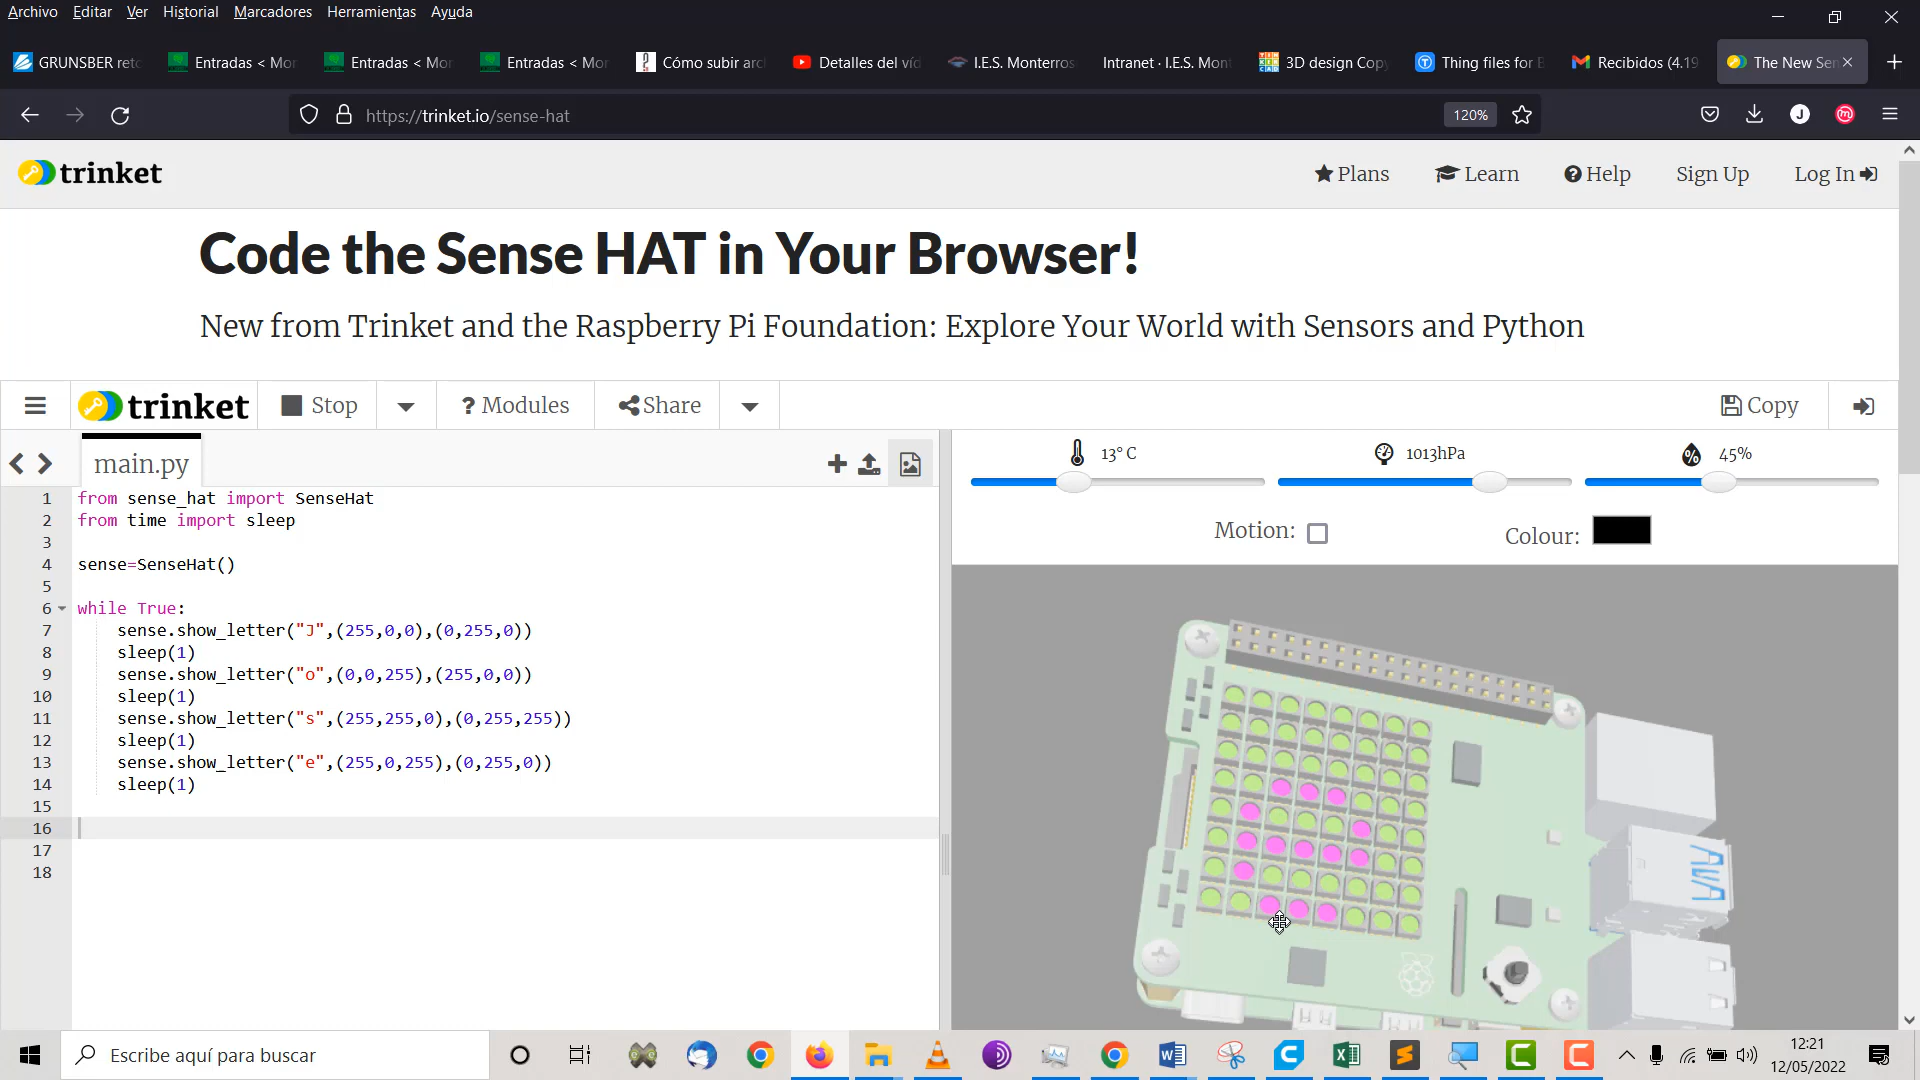 Archivo Editar Ver Historial Marcadores Herramientas Ayuda
GRUNSBER reto Entradas < Mon Entradas < Mon Entradas < Mon Cómo subir arc Detalles del víd I.E.S. Monterros Intranet · I.E.S. Mont 3D design Copy Thing files for B Recibidos (4.19 The New Sen
https://trinket.io/sense-hat 120% J
trinket Plans Learn Help Sign Up Log In
Code the Sense HAT in Your Browser!
New from Trinket and the Raspberry Pi Foundation: Explore Your World with Sensors and Python
trinket Stop ? Modules Share Copy
main.py 13° C 1013hPa % 45%
Motion: Colour:
1 from sense_hat import SenseHat
2 from time import sleep
3
4 sense=SenseHat()
5
6 while True:
7 sense.show_letter("J",(255,0,0),(0,255,0))
8 sleep(1)
9 sense.show_letter("o",(0,0,255),(255,0,0))
10 sleep(1)
11 sense.show_letter("s",(255,255,0),(0,255,255))
12 sleep(1)
13 sense.show_letter("e",(255,0,255),(0,255,0))
14 sleep(1)
15
16
17
18
Escribe aquí para buscar
12:21
12/05/2022